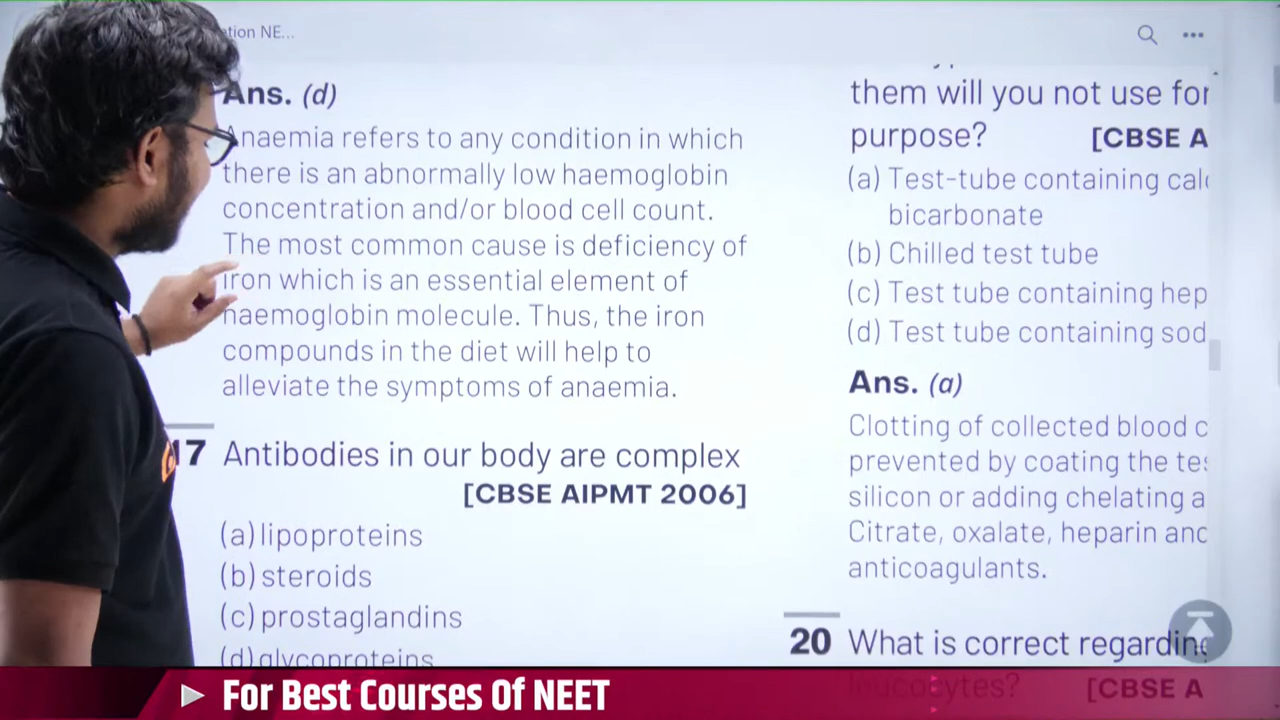 ation NE...
Ans. (d)
Anaemia refers to any condition in which
there is an abnormally low haemoglobin
concentration and/or blood cell count.
The most common cause is deficiency of
iron which is an essential element of
haemoglobin molecule. Thus, the iron
compounds in the diet will help to
alleviate the symptoms of anaemia.
17 Antibodies in our body are complex
[CBSE AIPMT 2006]
(a) lipoproteins
(b) steroids
(c) prostaglandins
(d) glycoproteins
them will you not use for
purpose? [CBSE A
(a) Test-tube containing calc
bicarbonate
(b) Chilled test tube
(c) Test tube containing hep
(d) Test tube containing sod
Ans. (a)
Clotting of collected blood c
prevented by coating the tes
silicon or adding chelating a
Citrate, oxalate, heparin and
anticoagulants.
20 What is correct regarding
leucocytes? [CBSE A
For Best Courses Of NEET